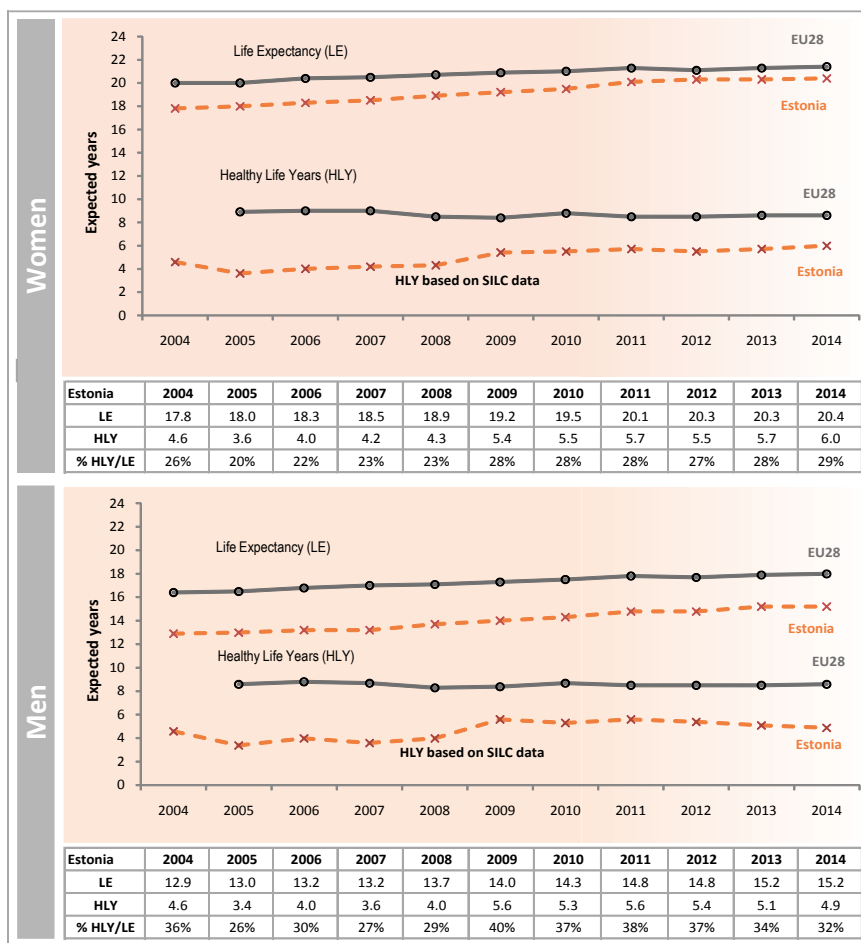 Women
24
22
20
18
16
14
12
10
8
6
4
2
0
Expected years
Life Expectancy (LE)
EU28
Estonia
Healthy Life Years (HLY)
EU28
Estonia
HLY based on SILC data
2004 2005 2006 2007 2008 2009 2010 2011 2012 2013 2014
Estonia 2004 2005 2006 2007 2008 2009 2010 2011 2012 2013 2014
LE 17.8 18.0 18.3 18.5 18.9 19.2 19.5 20.1 20.3 20.3 20.4
HLY 4.6 3.6 4.0 4.2 4.3 5.4 5.5 5.7 5.5 5.7 6.0
% HLY/LE 26% 20% 22% 23% 23% 28% 28% 28% 27% 28% 29%
Men
24
22
20
18
16
14
12
10
8
6
4
2
0
Expected years
Life Expectancy (LE)
EU28
Estonia
Healthy Life Years (HLY)
EU28
Estonia
HLY based on SILC data
2004 2005 2006 2007 2008 2009 2010 2011 2012 2013 2014
Estonia 2004 2005 2006 2007 2008 2009 2010 2011 2012 2013 2014
LE 12.9 13.0 13.2 13.2 13.7 14.0 14.3 14.8 14.8 15.2 15.2
HLY 4.6 3.4 4.0 3.6 4.0 5.6 5.3 5.6 5.4 5.1 4.9
% HLY/LE 36% 26% 30% 27% 29% 40% 37% 38% 37% 34% 32%